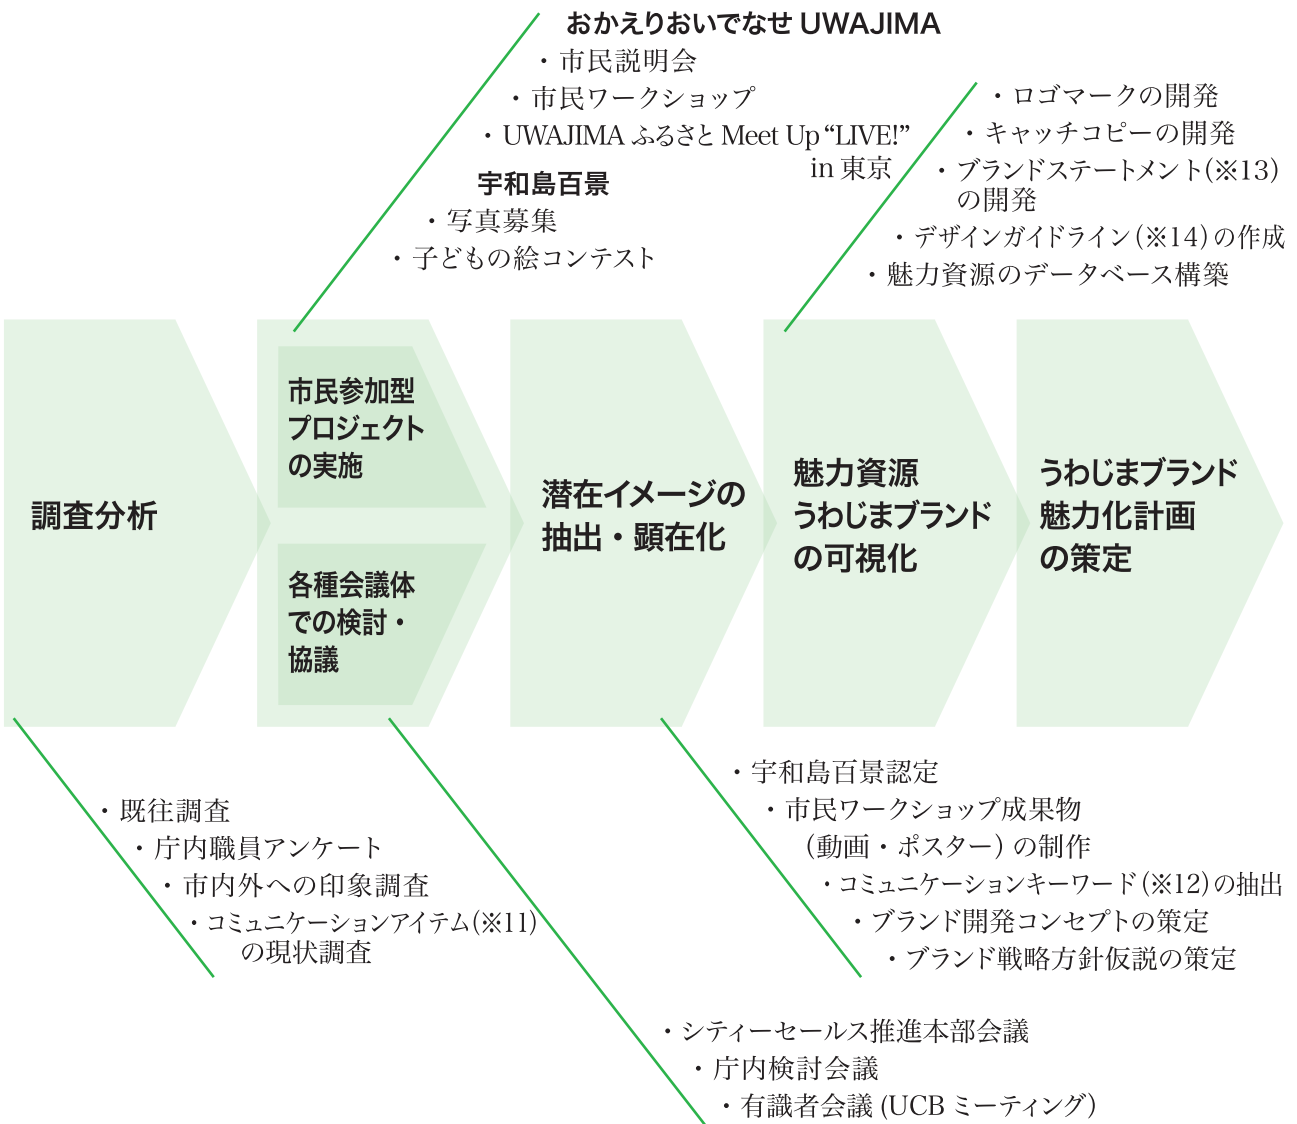 おかえりおいでなせ UWAJIMA
・市民説明会
・市民ワークショップ
・UWAJIMA ふるさと Meet Up “LIVE!”
in 東京
宇和島百景
・写真募集
・子どもの絵コンテスト
・ロゴマークの開発
・キャッチコピーの開発
・ブランドステートメント(※13)
の開発
・デザインガイドライン(※14)の作成
・魅力資源のデータベース構築
調査分析
市民参加型
プロジェクト
の実施
各種会議体
での検討・
協議
潜在イメージの
抽出・顕在化
魅力資源
うわじまブランド
の可視化
うわじまブランド
魅力化計画
の策定
・既往調査
・庁内職員アンケート
・市内外への印象調査
・コミュニケーションアイテム(※11)
の現状調査
・宇和島百景認定
・市民ワークショップ成果物
(動画・ポスター)の制作
・コミュニケーションキーワード(※12)の抽出
・ブランド開発コンセプトの策定
・ブランド戦略方針仮説の策定
・シティーセールス推進本部会議
・庁内検討会議
・有識者会議 (UCB ミーティング)